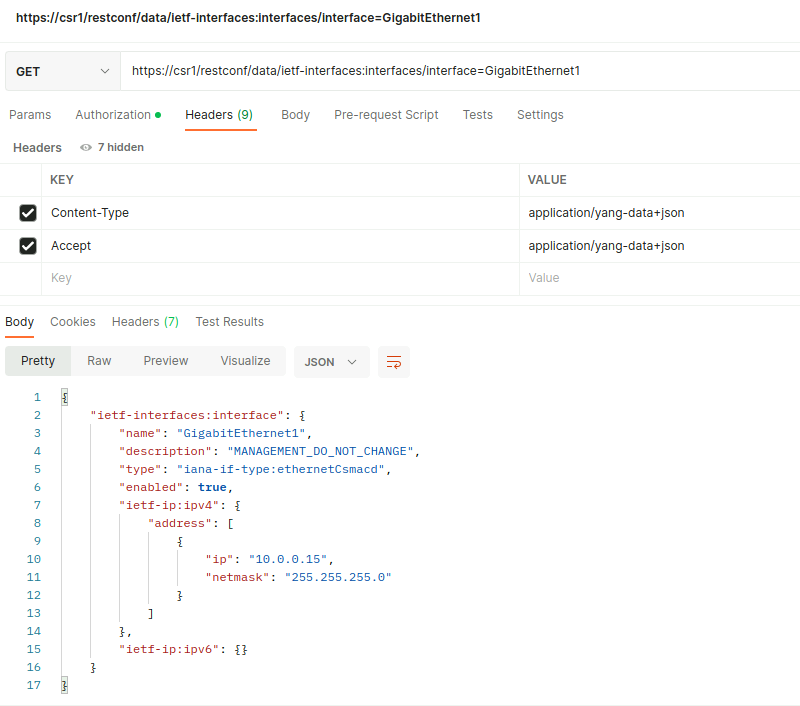 https://csr1/restconf/data/ietf-interfaces:interfaces/interface=GigabitEthernet1
GET https://csr1/restconf/data/ietf-interfaces:interfaces/interface=GigabitEthernet1
Params Authorization Headers (9) Body Pre-request Script Tests Settings
Headers 7 hidden
KEY VALUE
Content-Type application/yang-data+json
Accept application/yang-data+json
Key Value
Body Cookies Headers (7) Test Results
Pretty Raw Preview Visualize JSON
1 {
2 "ietf-interfaces:interface": {
3 "name": "GigabitEthernet1",
4 "description": "MANAGEMENT_DO_NOT_CHANGE",
5 "type": "iana-if-type:ethernetCsmacd",
6 "enabled": true,
7 "ietf-ip:ipv4": {
8 "address": [
9 {
10 "ip": "10.0.0.15",
11 "netmask": "255.255.255.0"
12 }
13 ]
14 },
15 "ietf-ip:ipv6": {}
16 }
17 }